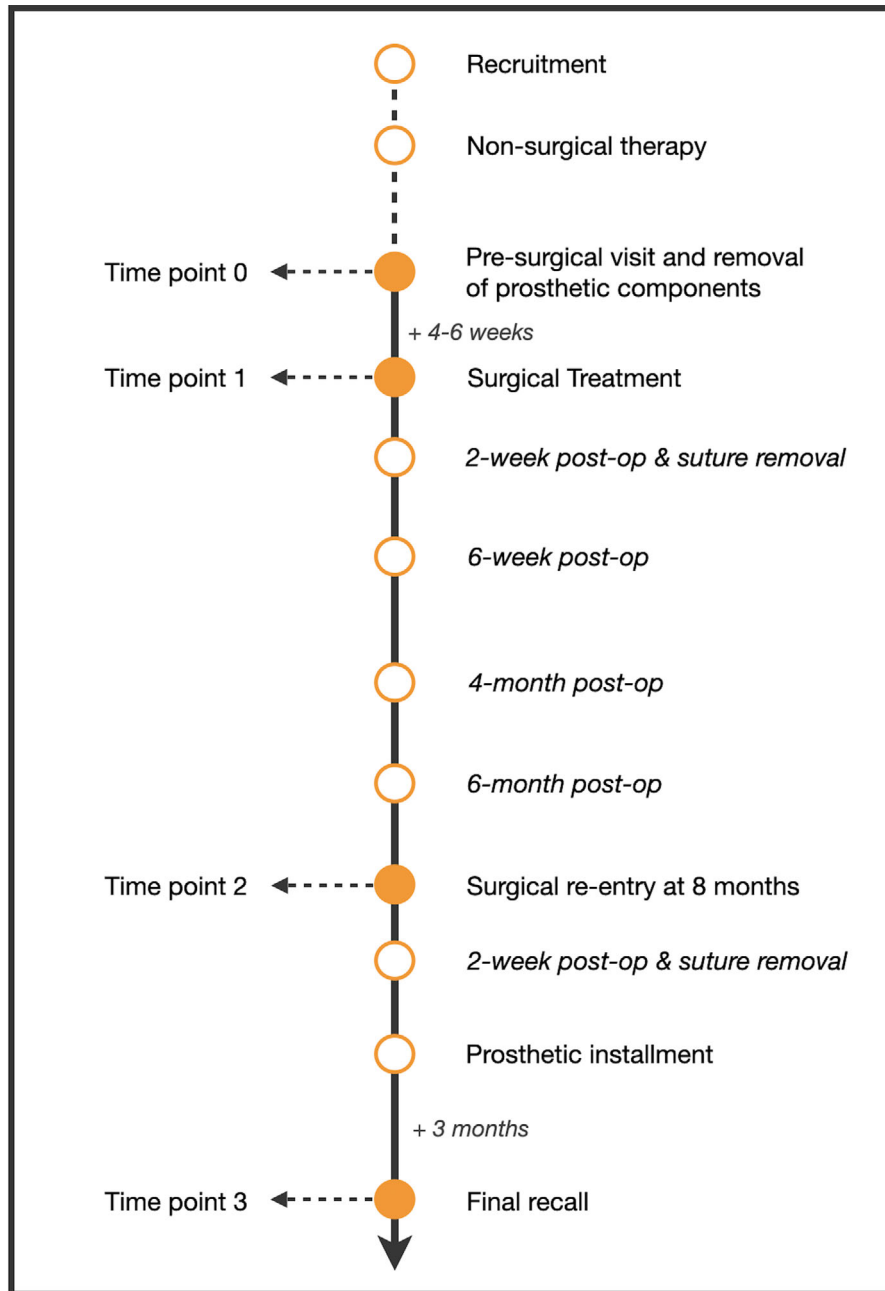 Recruitment
Non-surgical therapy
Time point 0
Pre-surgical visit and removal
of prosthetic components
+ 4-6 weeks
Time point 1
Surgical Treatment
2-week post-op & suture removal
6-week post-op
4-month post-op
6-month post-op
Time point 2
Surgical re-entry at 8 months
2-week post-op & suture removal
Prosthetic installment
+ 3 months
Time point 3
Final recall